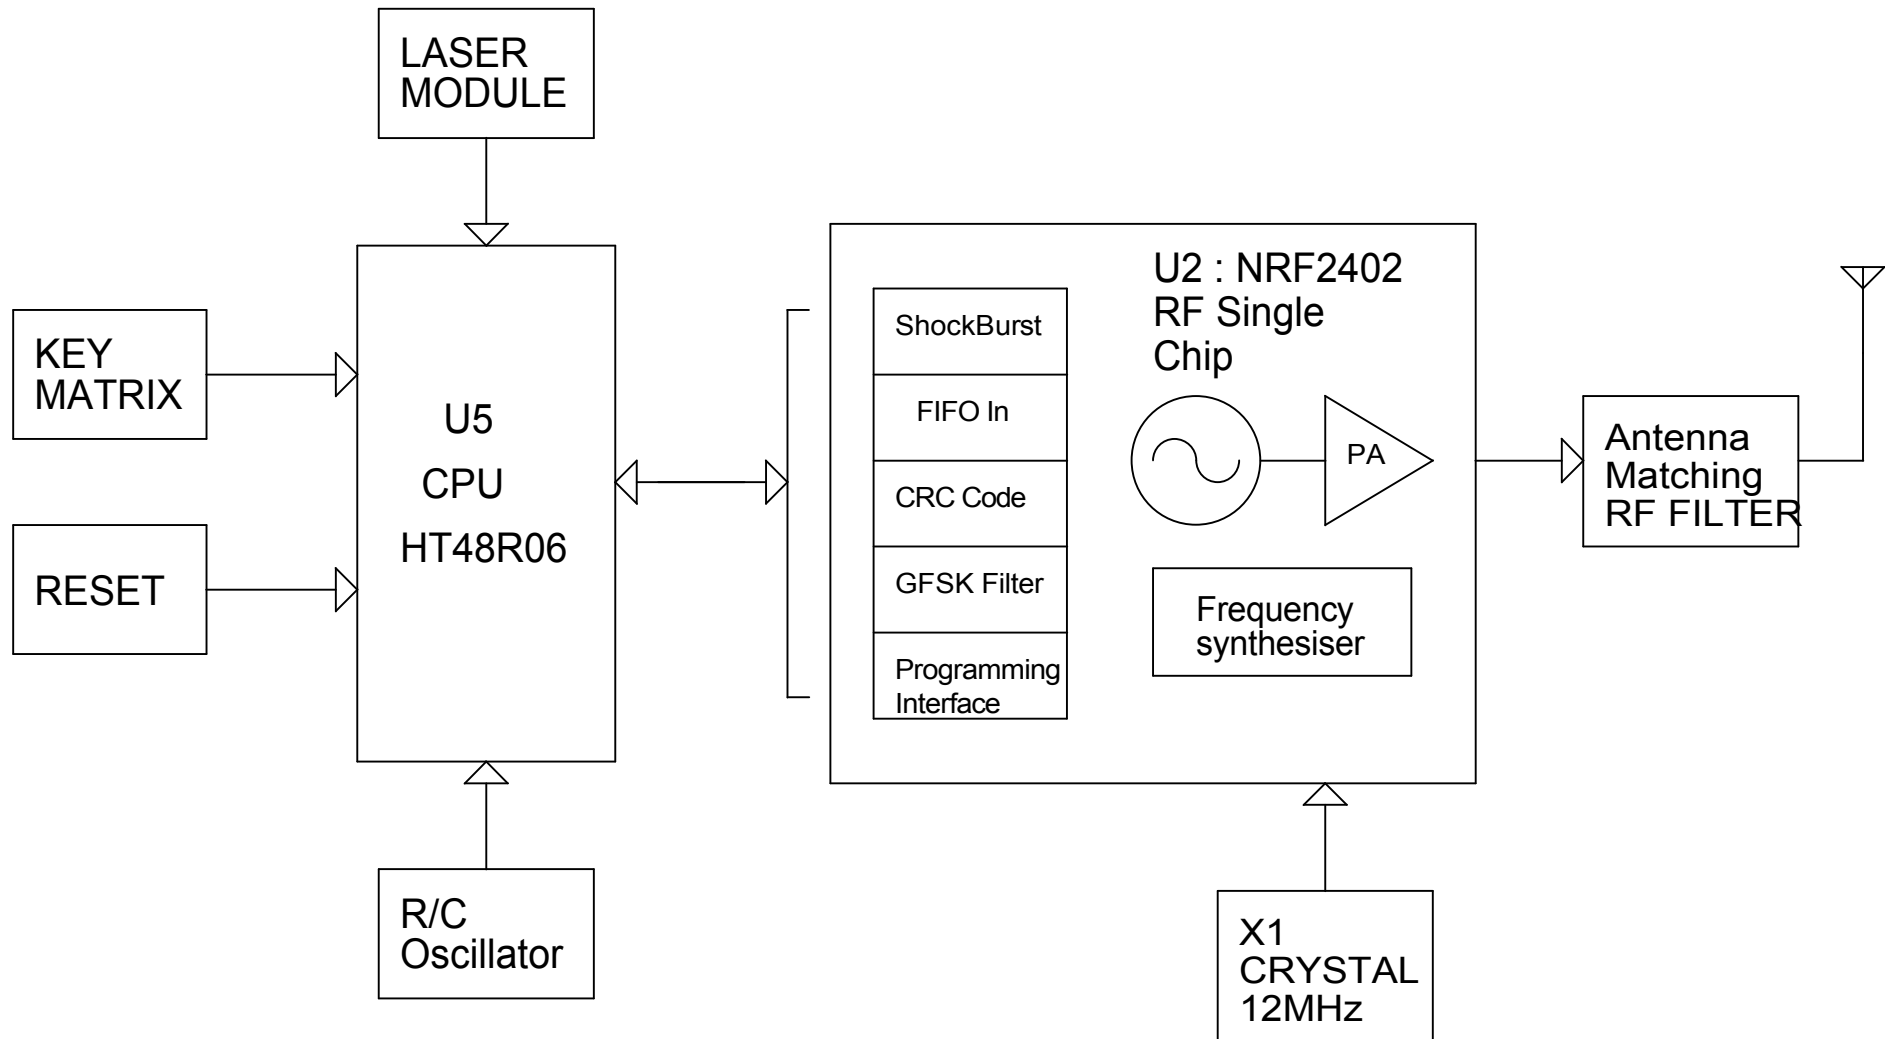 LASER
MODULE
KEY
MATRIX
RESET
U5
CPU
HT48R06
R/C
Oscillator
ShockBurst
FIFO In
CRC Code
GFSK Filter
Programming
Interface
U2 : NRF2402
RF Single
Chip
PA
Frequency
synthesiser
X1
CRYSTAL
12MHz
Antenna
Matching
RF FILTER